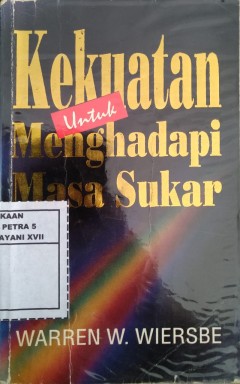 Kekuatan
Untuk
Menghadapi
Masa Sukar
KAAN
PETRA 5
AYANI XVII
WARREN W. WIERSBE